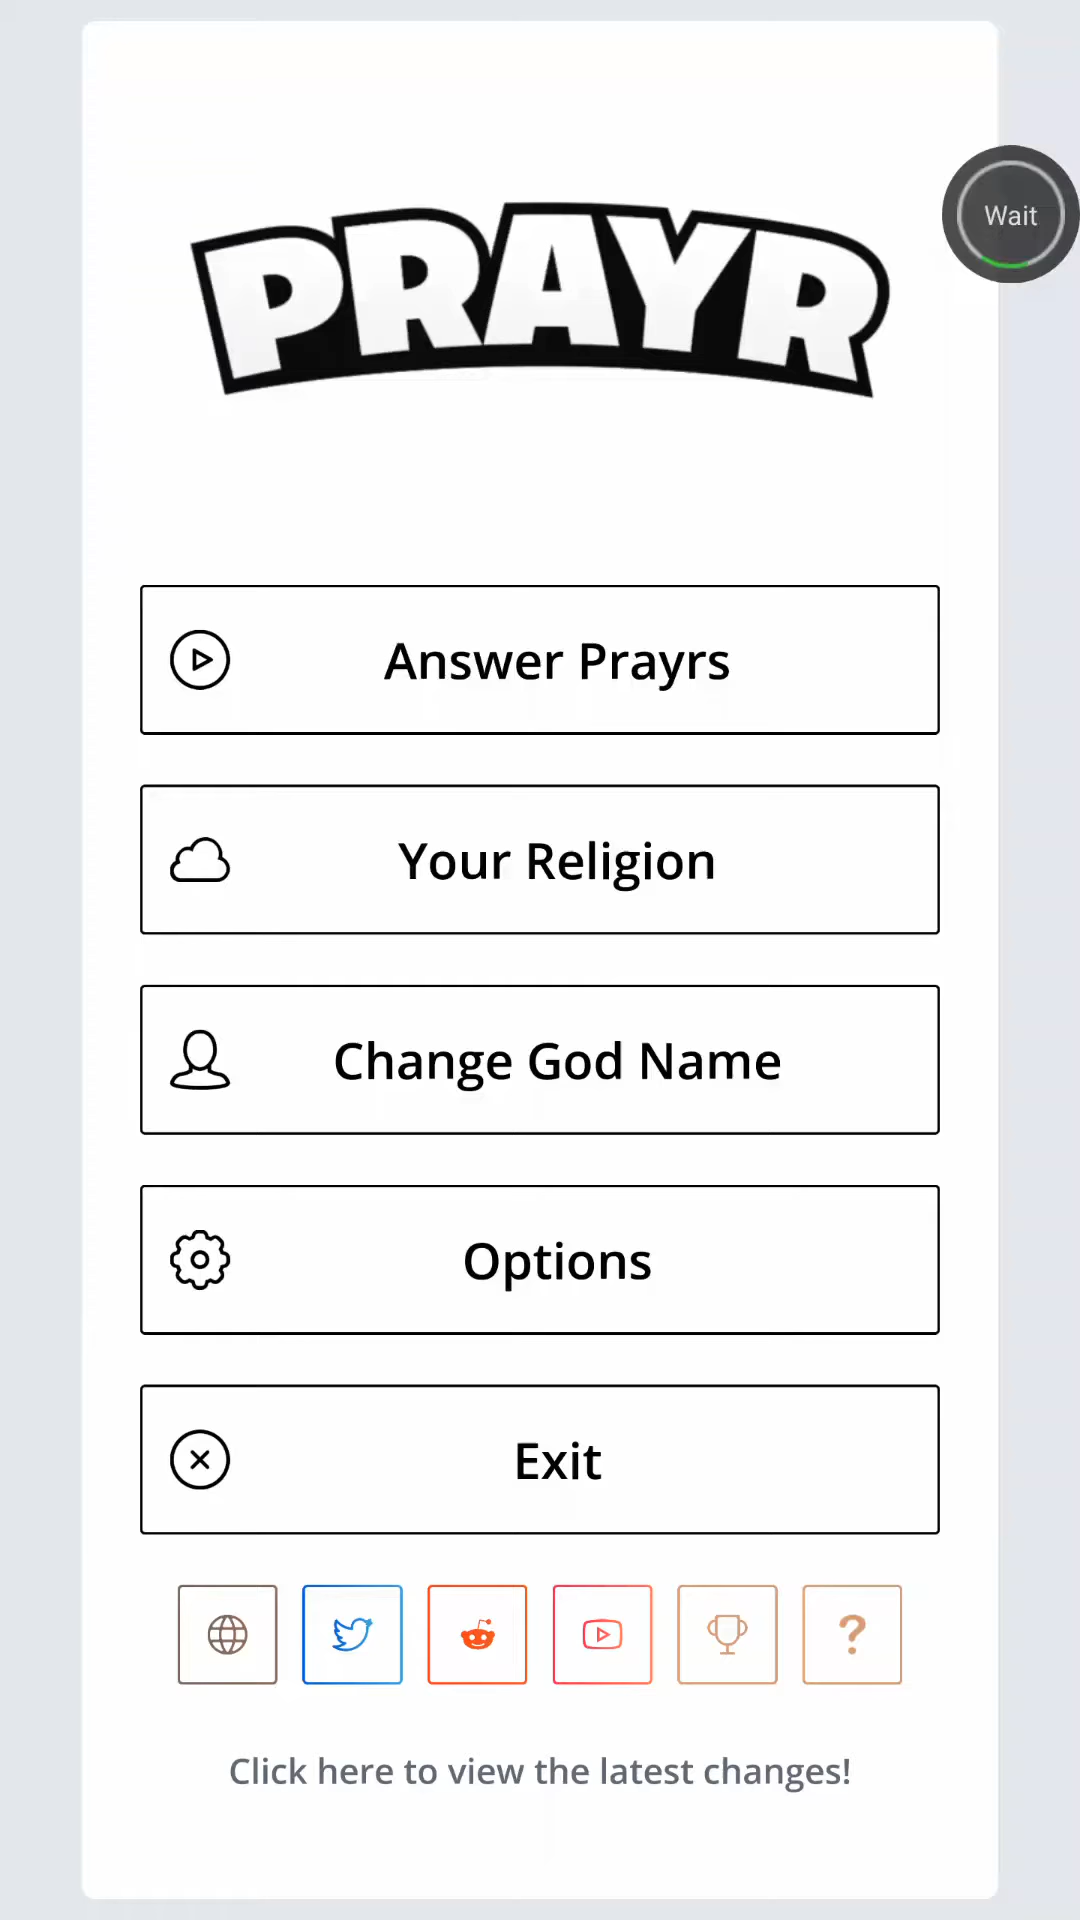 PRAYR
Wait
Answer Prayrs
Your Religion
Change God Name
Options
Exit
?
Click here to view the latest changes!